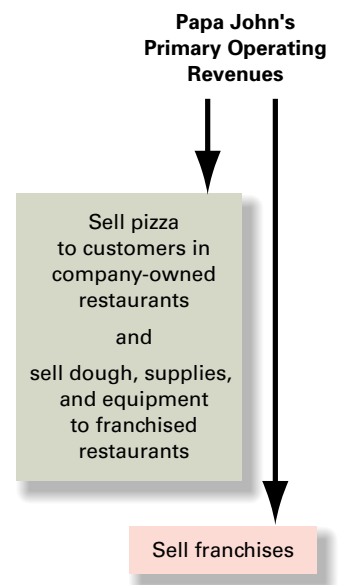 Papa John's
Primary Operating
Revenues
Sell pizza
to customers in
company-owned
restaurants
and
sell dough, supplies,
and equipment
to franchised
restaurants
Sell franchises